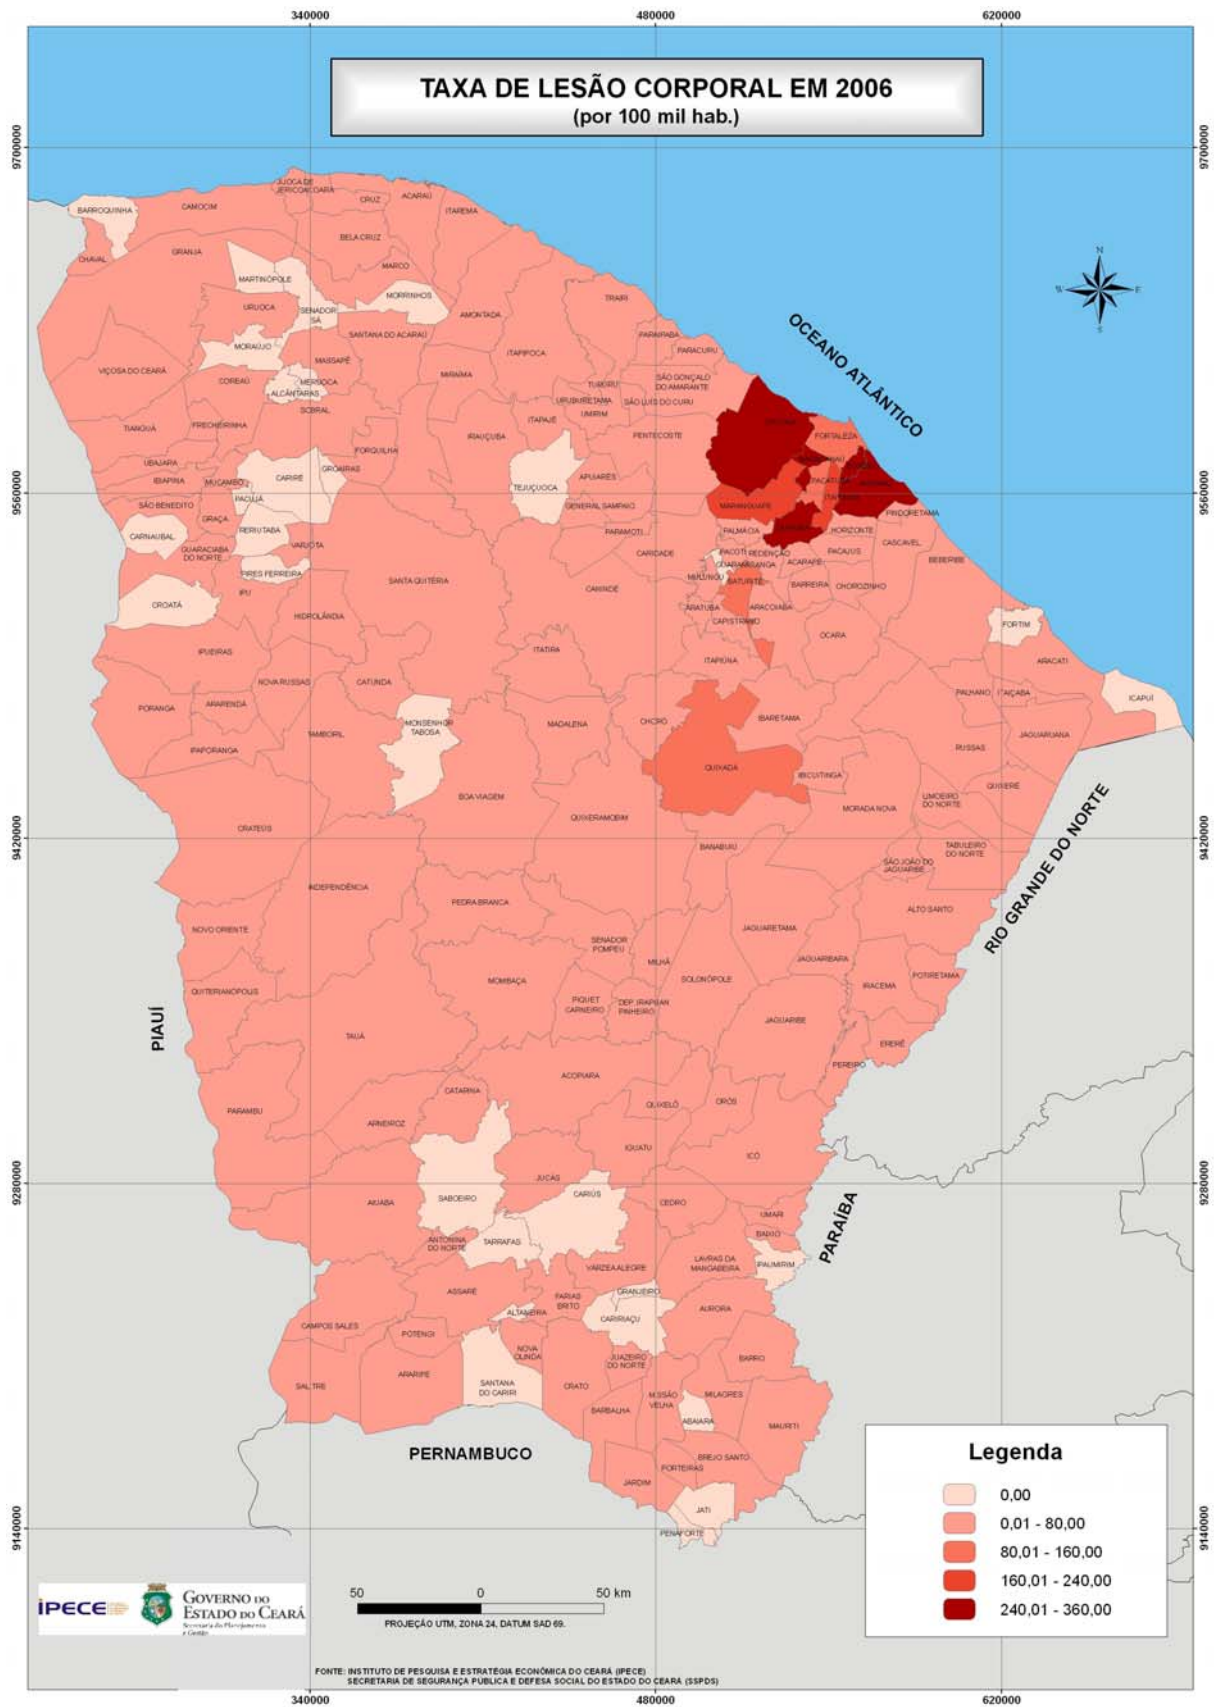 340000
480000
620000
TAXA DE LESÃO CORPORAL EM 2006
(por 100 mil hab.)
9700000
9700000
JIJOCA DE
JERICOACOARA
CRUZ
ACARAÚ
ITAREMA
BARROQUINHA
CAMOCIM
BELA CRUZ
CHAVAL
GRANJA
MARCO
MARTINÓPOLE
MORRINHOS
URUOCA
SENADOR
SÁ
AMONTADA
TRAIRI
N
W
E
S
OCEANO ATLÂNTICO
SANTANA DO ACARAÚ
PARAIPABA
MORAÚJO
MASSAPÊ
ITAPIPOCA
PARACURU
VIÇOSA DO CEARÁ
COREAÚ
MERUOCA
ALCÂNTARAS
MIRAÍMA
TURURU
SÃO GONÇALO
DO AMARANTE
URUBURETAMA
SÃO LUIS DO CURU
UMIRIM
SOBRAL
TIANGUÁ
FRECHEIRINHA
ITAPAJÉ
IRAUÇUBA
PENTECOSTE
FORTALEZA
FORQUILHA
UBAJARA
IBIAPINA
MUCAMBO
CARIRÉ
GROAÍRAS
TEJUÇUOCA
APUIARÉS
PACATUBA
9560000
9560000
PACUJÁ
SÃO BENEDITO
GRAÇA
GENERAL SAMPAIO
MARANGUAPE
PINDORETAMA
CARNAUBAL
RERIUTABA
VARJOTA
GUARACIABA
DO NORTE
PARAMOTI
PALMÁCIA
HORIZONTE
CASCAVEL
CARIDADE
PACOTI
REDENÇÃO
PACAJUS
BEBERIBE
PIRES FERREIRA
SANTA QUITÉRIA
CANINDÉ
GUARAMIRANGA
ACARAPE
MULUNGU
BATURITÉ
BARREIRA
CHOROZINHO
CROATÁ
IPU
HIDROLÂNDIA
ARATUBA
ARACOIABA
CAPISTRANO
OCARA
FORTIM
IPUEIRAS
ITATIRA
ITAPIÚNA
ARACATI
NOVA RUSSAS
CATUNDA
PORANGA
ARARENDÁ
PALHANO
ITAIÇABA
ICAPUÍ
MONSENHOR
TABOSA
MADALENA
CHORÓ
IBARETAMA
TAMBORIL
JAGUARUANA
IPAPORANGA
RUSSAS
QUIXADÁ
IBICUITINGA
QUIXERÉ
BOA VIAGEM
LIMOEIRO
DO NORTE
MORADA NOVA
QUIXERAMOBIM
CRATEÚS
9420000
9420000
BANABUIÚ
TABULEIRO
DO NORTE
SÃO JOÃO DO
JAGUARIBE
RIO GRANDE DO NORTE
INDEPENDÊNCIA
PEDRA BRANCA
ALTO SANTO
NOVO ORIENTE
JAGUARETAMA
SENADOR
POMPEU
MILHÃ
JAGUARIBARA
POTIRETAMA
QUITERIANÓPOLIS
MOMBAÇA
SOLONÓPOLE
IRACEMA
PIQUET
CARNEIRO
DEP. IRAPUAN
PINHEIRO
JAGUARIBE
PIAUÍ
TAUÁ
ERERÊ
PEREIRO
ACOPIARA
CATARINA
QUIXELÔ
ORÓS
PARAMBU
ARNEIROZ
IGUATU
ICÓ
JUCÁS
9280000
9280000
AIUABA
SABOEIRO
CARIÚS
CEDRO
UMARI
PARAÍBA
BAIXIO
ANTONINA
DO NORTE
TARRAFAS
LAVRAS DA
MANGABEIRA
IPAUMIRIM
VÁRZEA ALEGRE
ASSARÉ
FARIAS
BRITO
GRANJEIRO
ALTANEIRA
CARIRIAÇU
AURORA
CAMPOS SALES
POTENGI
NOVA
OLINDA
JUAZEIRO
DO NORTE
BARRO
ARARIPE
SALITRE
SANTANA
DO CARIRI
CRATO
MISSÃO
VELHA
MILAGRES
BARBALHA
ABAIARA
MAURITI
PERNAMBUCO
BREJO SANTO
PORTEIRAS
JARDIM
JATI
PENAFORTE
9140000
9140000
Legenda
0,00
0,01 - 80,00
80,01 - 160,00
160,01 - 240,00
240,01 - 360,00
IPECE
GOVERNO DO
ESTADO DO CEARÁ
Secretaria do Planejamento
e Gestão
50
0
50 km
PROJEÇÃO UTM, ZONA 24, DATUM SAD 69.
FONTE: INSTITUTO DE PESQUISA E ESTRATÉGIA ECONÔMICA DO CEARÁ (IPECE)
SECRETARIA DE SEGURANÇA PÚBLICA E DEFESA SOCIAL DO ESTADO DO CEARÁ (SSPDS)
340000
480000
620000